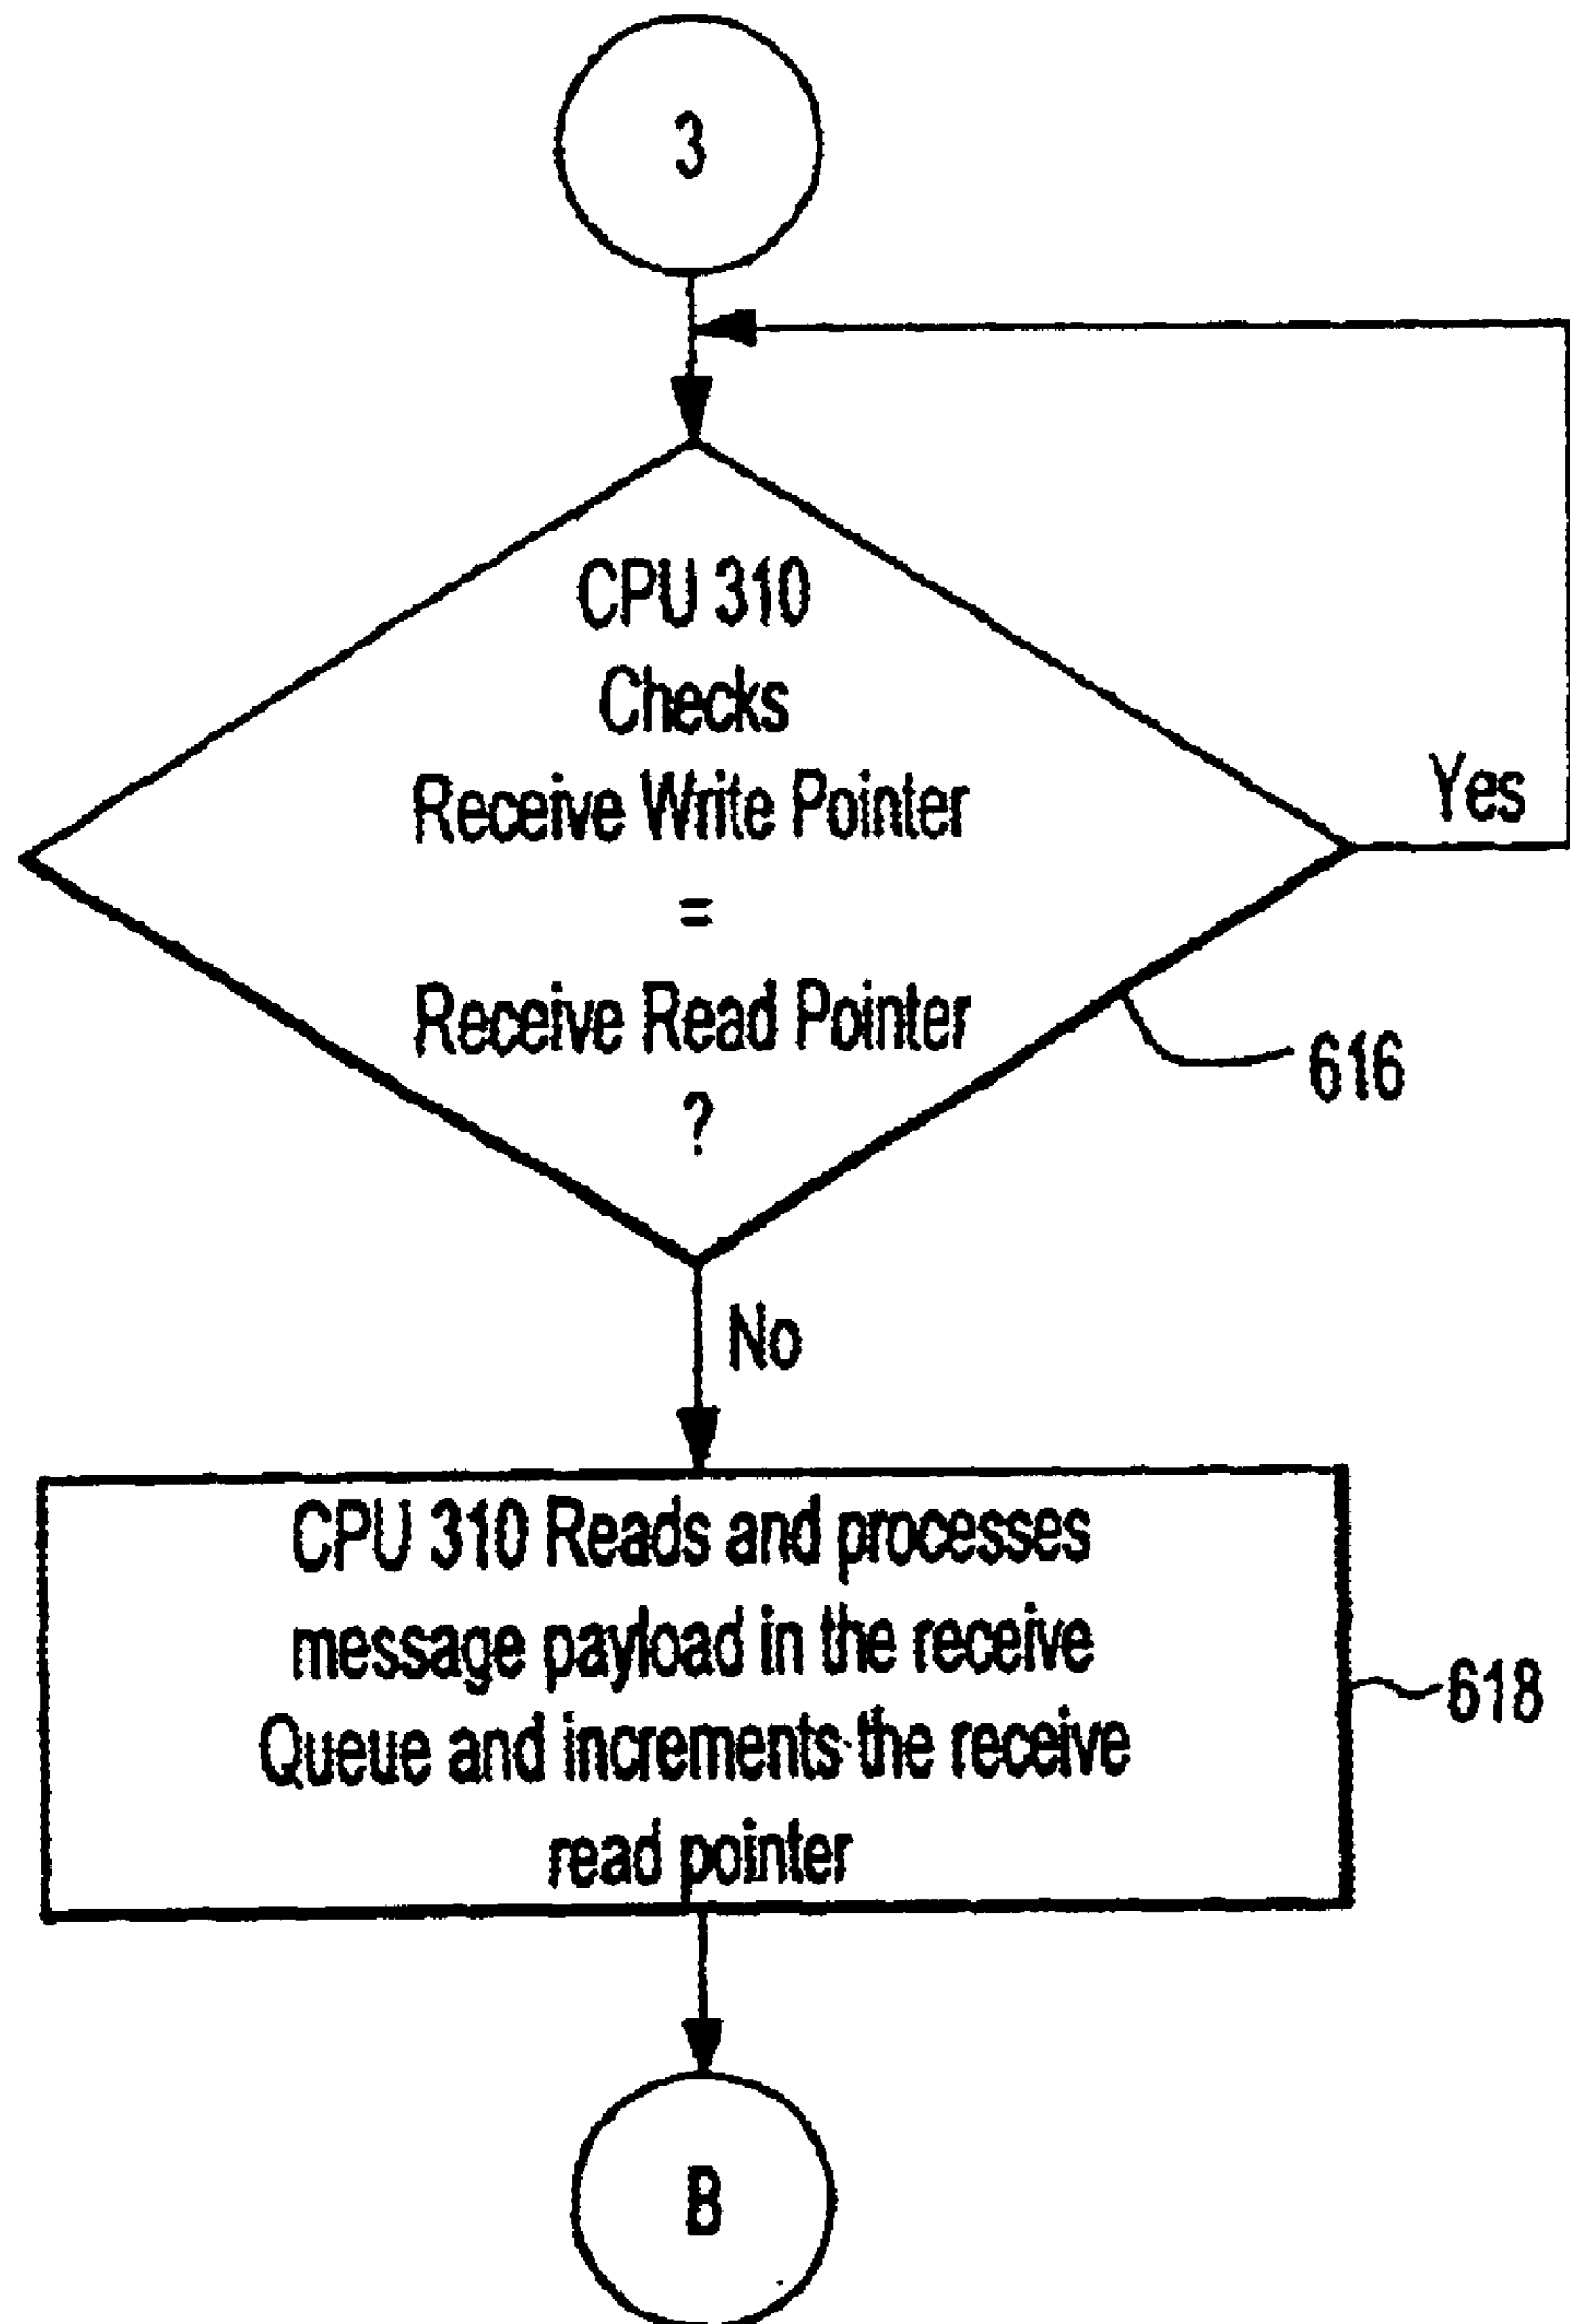 3
CPU 310
Checks
Receive Write Pointer
=
Receive Read Pointer
?
Yes
616
No
CPU 310 Reads and processes
message payload in the receive
Queue and increments the receive
read pointer
618
B